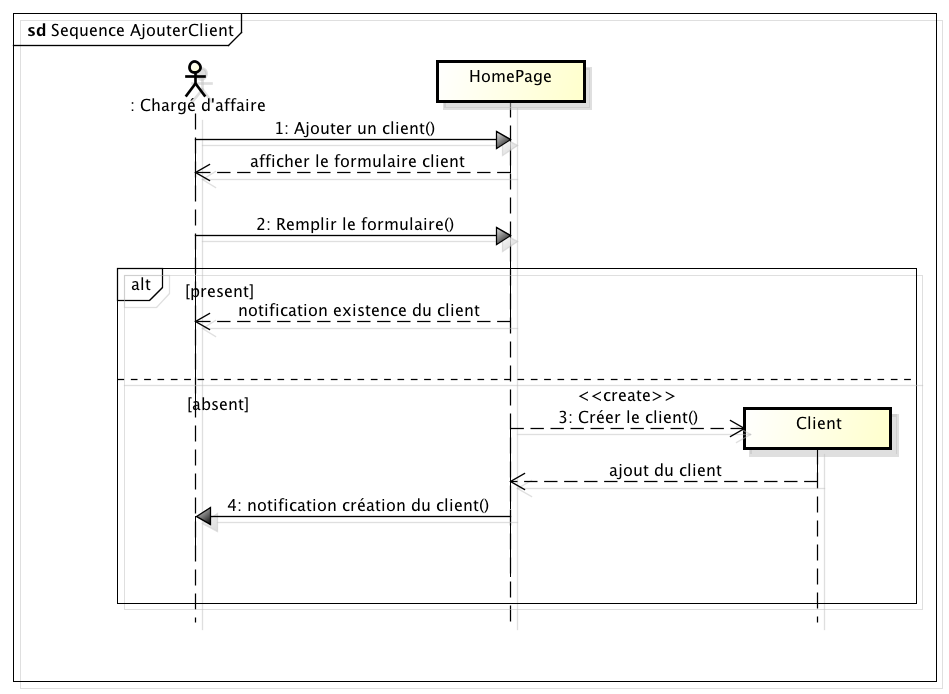 sd Sequence AjouterClient
: Chargé d'affaire
HomePage
1: Ajouter un client()
afficher le formulaire client
2: Remplir le formulaire()
alt
[present]
notification existence du client
[absent]
<<create>>
3: Créer le client()
Client
ajout du client
4: notification création du client()